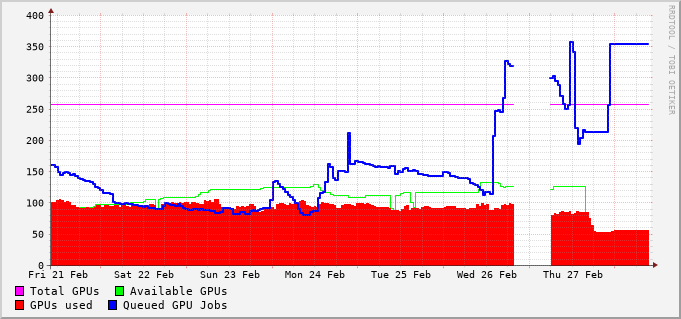 400
350
300
250
200
150
100
50
0
Fri 21 Feb Sat 22 Feb Sun 23 Feb Mon 24 Feb Tue 25 Feb Wed 26 Feb Thu 27 Feb
Total GPUs Available GPUs
GPUs used Queued GPU Jobs
RRDTOOL / TOBI OETIKER